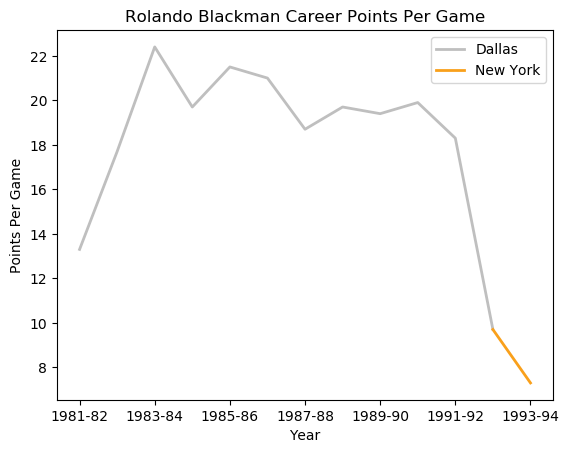 Rolando Blackman Career Points Per Game
Dallas
New York
Points Per Game
22
20
18
16
14
12
10
8
1981-82 1983-84 1985-86 1987-88 1989-90 1991-92 1993-94
Year